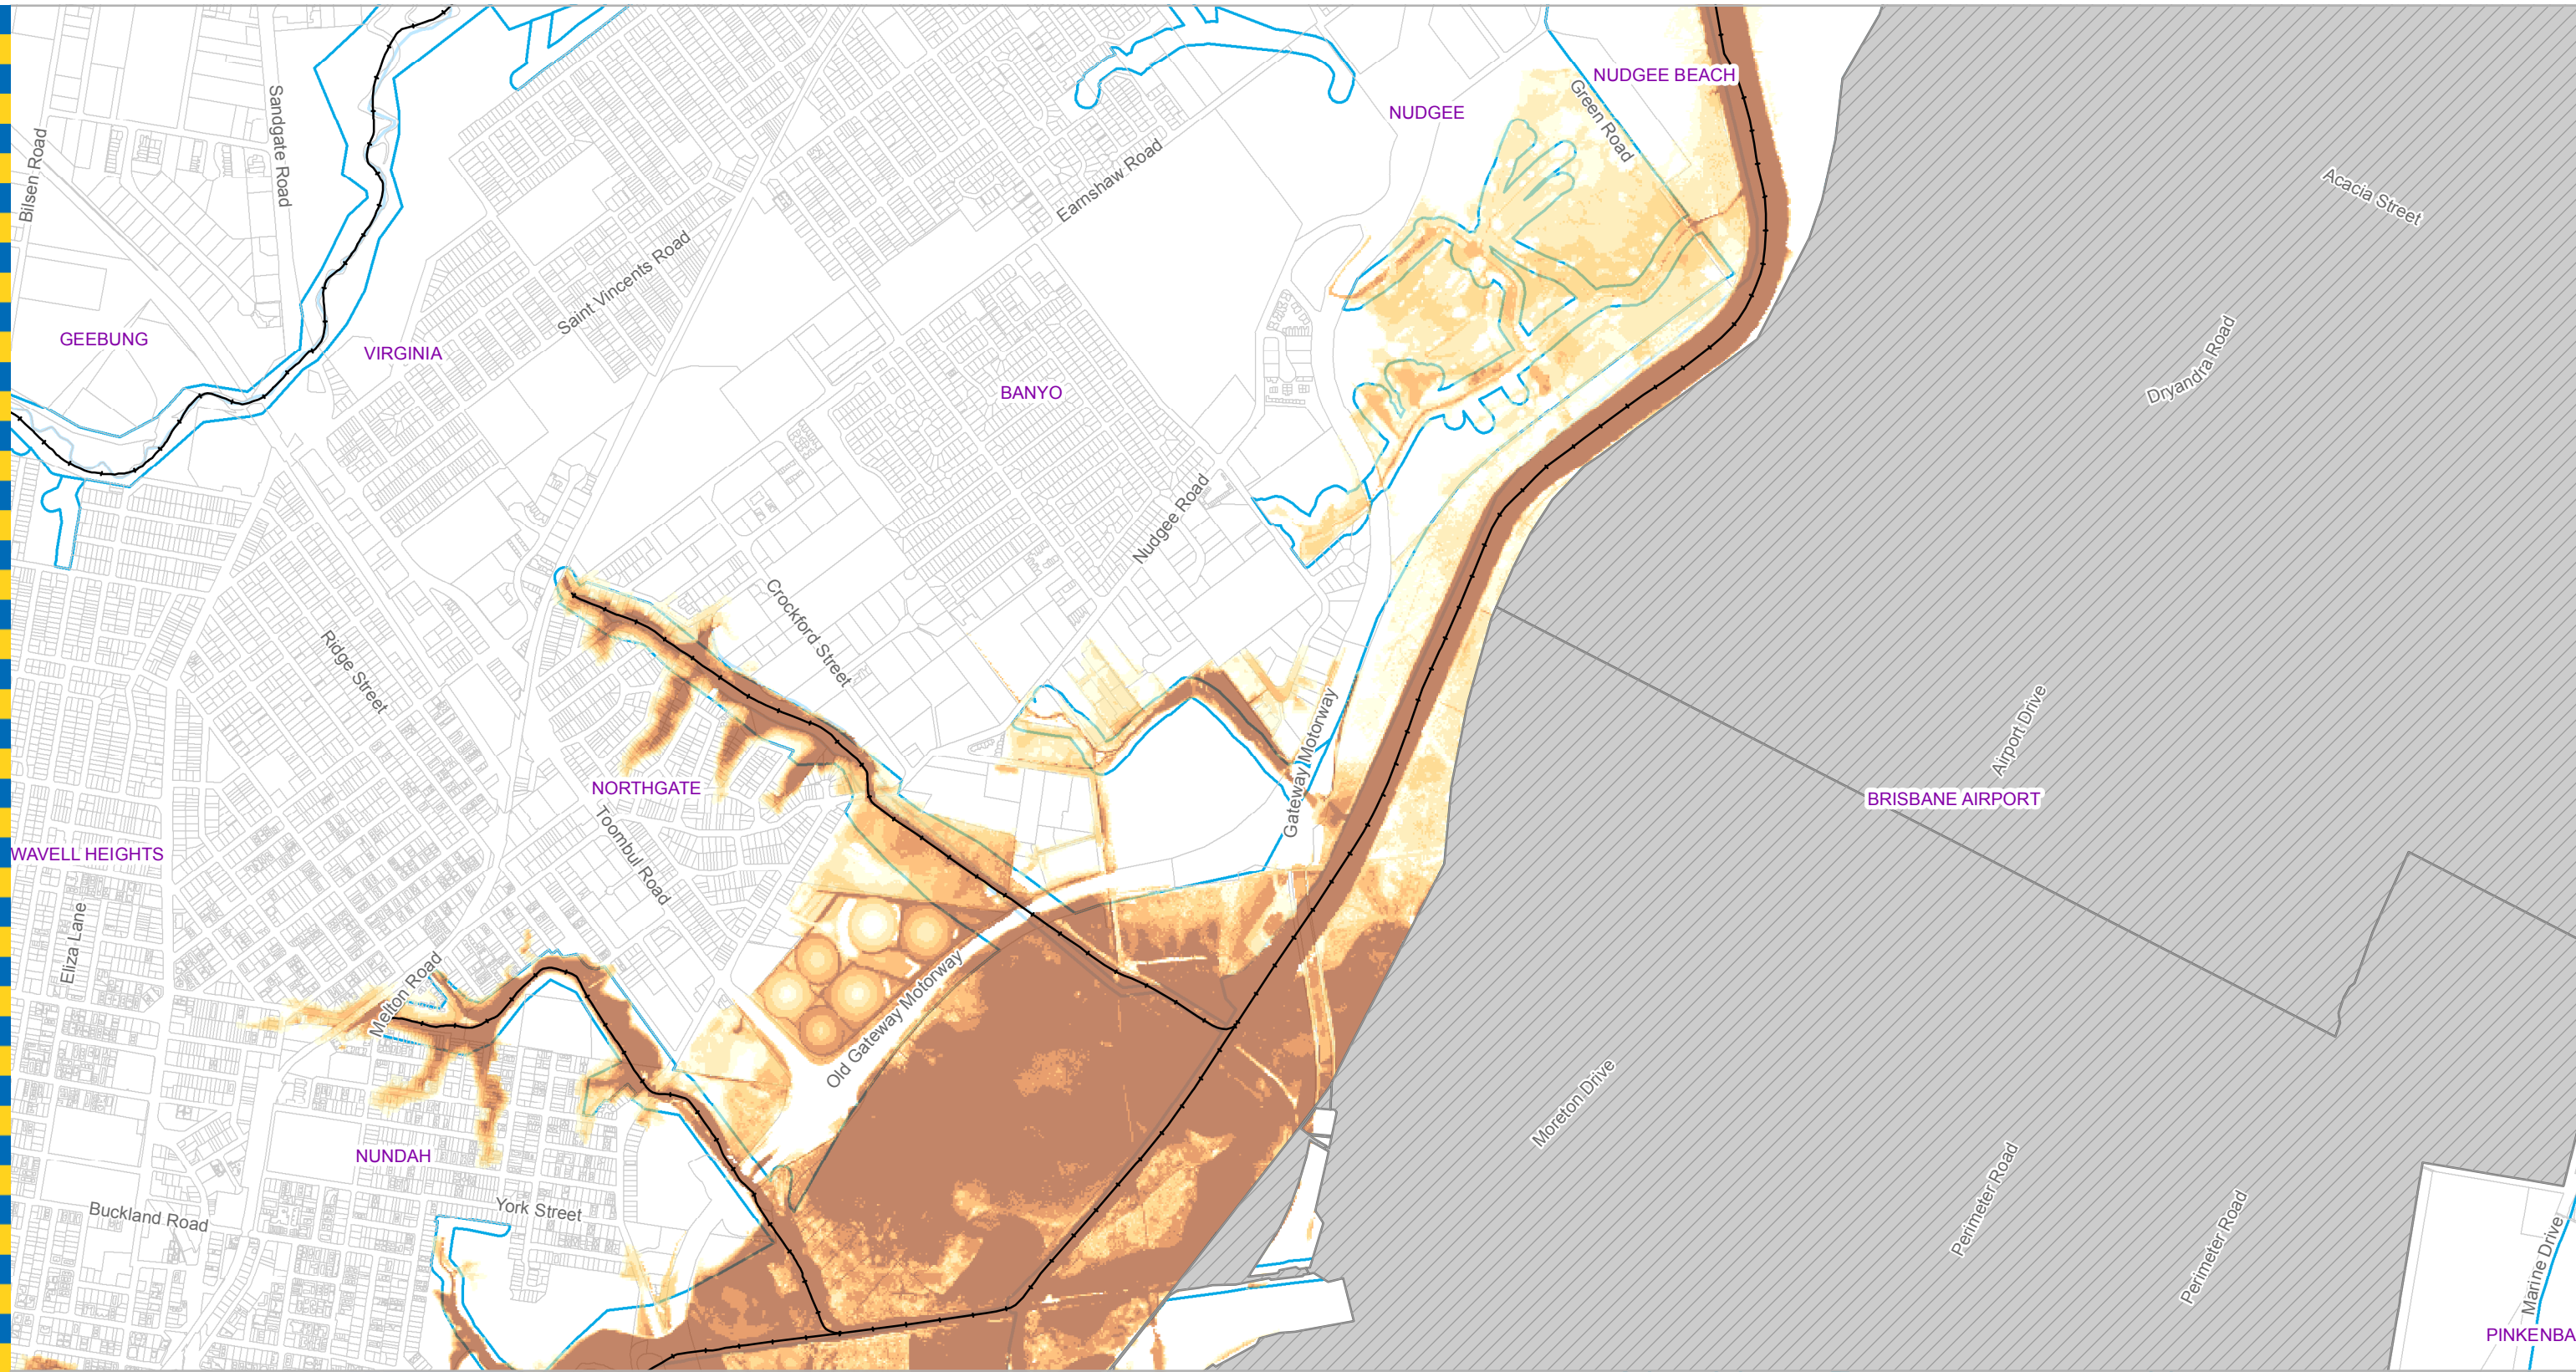 NUDGEE BEACH
NUDGEE
Green Road
Sandgate Road
Bilsen Road
Earnshaw Road
Acacia Street
Saint Vincents Road
GEEBUNG
VIRGINIA
BANYO
Dryandra Road
Nudgee Road
Crockford Street
Ridge Street
Gateway Motorway
Airport Drive
NORTHGATE
BRISBANE AIRPORT
Toombul Road
WAVELL HEIGHTS
Eliza Lane
Melton Road
Old Gateway Motorway
Moreton Drive
NUNDAH
York Street
Buckland Road
Perimeter Road
Perimeter Road
Marine Drive
PINKENBA